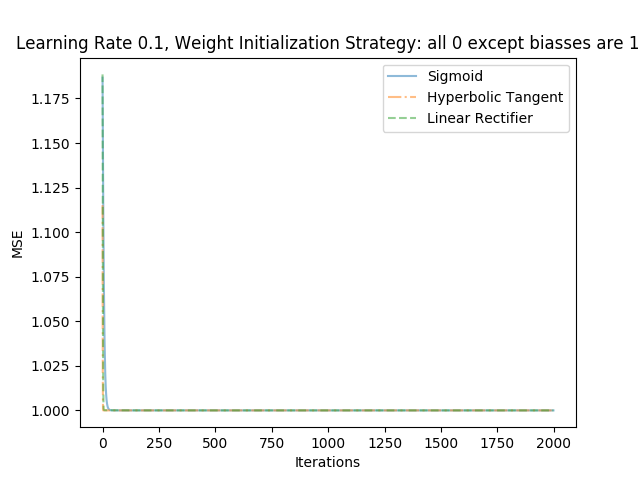 Learning Rate 0.1, Weight Initialization Strategy: all 0 except biasses are 1
Sigmoid
Hyperbolic Tangent
Linear Rectifier
MSE
1.175
1.150
1.125
1.100
1.075
1.050
1.025
1.000
0 250 500 750 1000 1250 1500 1750 2000
Iterations